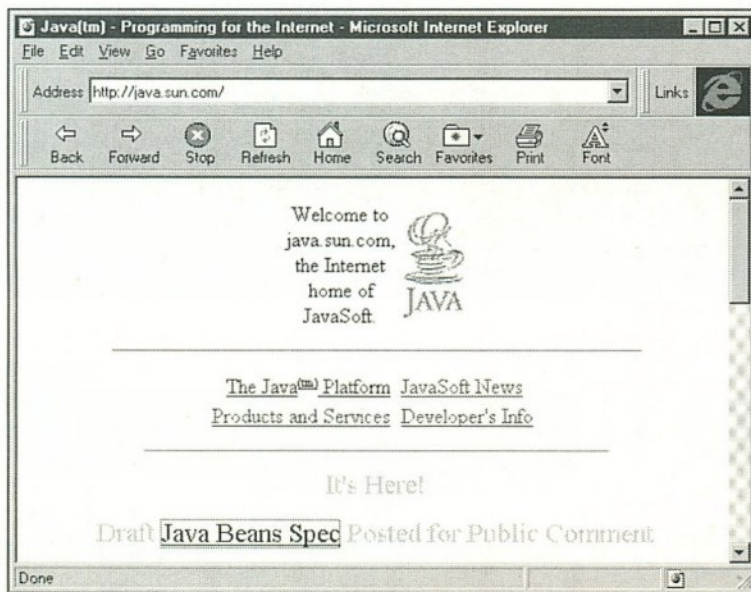 Java(tm) - Programming for the Internet - Microsoft Internet Explorer
File Edit View Go Favorites Help
Address http://java.sun.com/ Links
Back Forward Stop Refresh Home Search Favorites Print Font
Welcome to
java.sun.com,
the Internet
home of
JavaSoft.
JAVA
The Java(tm) Platform JavaSoft News
Products and Services Developer's Info
It's Here!
Draft Java Beans Spec Posted for Public Comment
Done